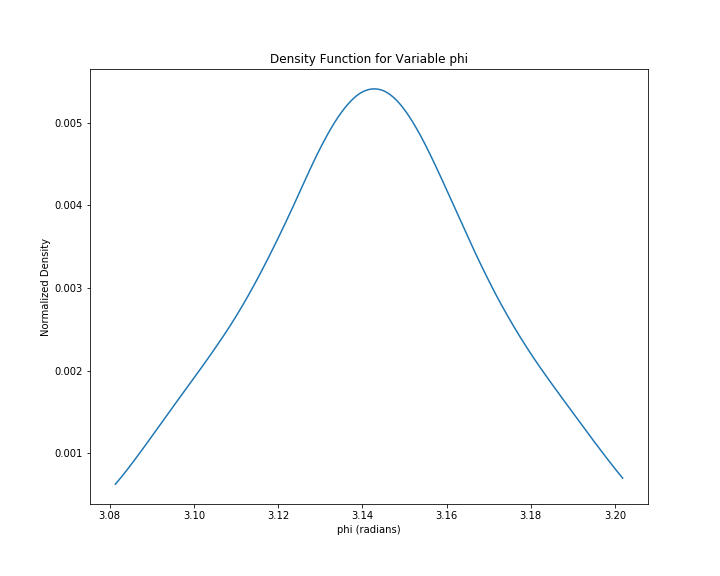 Density Function for Variable phi
0.005
0.004
0.003
0.002
0.001
Normalized Density
3.08 3.10 3.12 3.14 3.16 3.18 3.20
phi (radians)